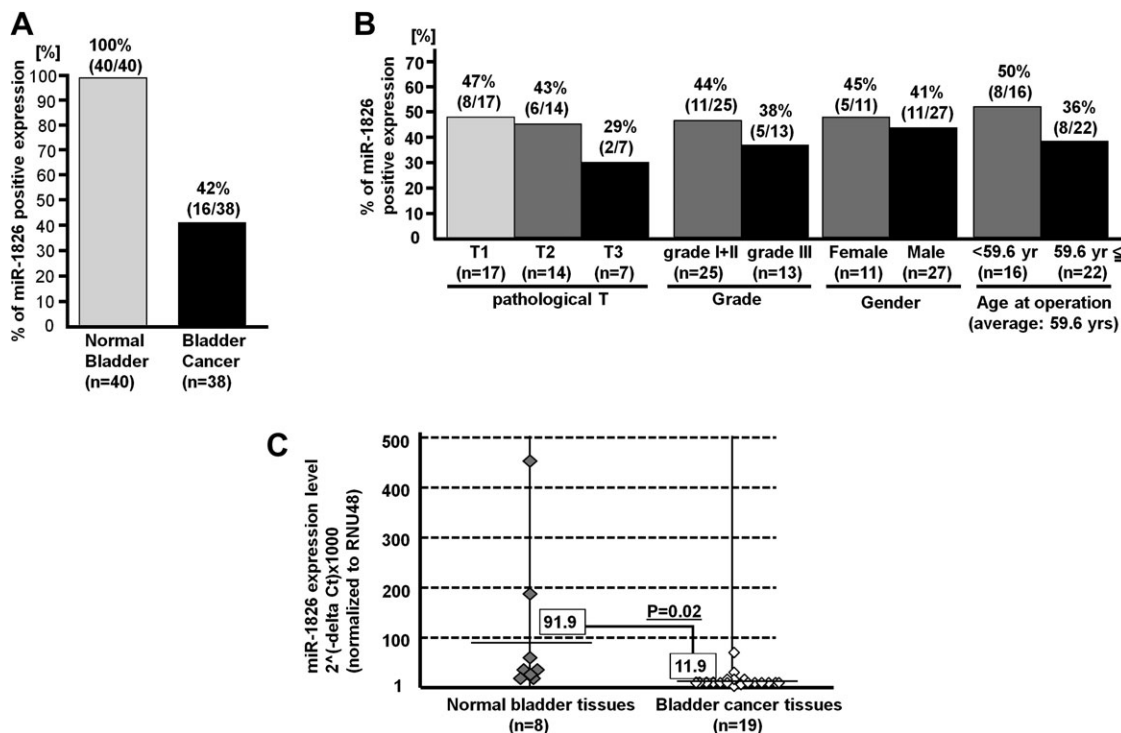 A
[%]
100%
(40/40)
% of miR-1826 positive expression
100
90
80
70
60
50
40
30
20
10
0
42%
(16/38)
Normal
Bladder
(n=40)
Bladder
Cancer
(n=38)
B
[%]
% of miR-1826
positive expression
70
60
50
40
30
20
10
0
47%
(8/17)
43%
(6/14)
29%
(2/7)
44%
(11/25)
38%
(5/13)
45%
(5/11)
41%
(11/27)
50%
(8/16)
36%
(8/22)
T1
(n=17)
T2
(n=14)
T3
(n=7)
pathological T
grade I+II
(n=25)
grade III
(n=13)
Grade
Female
(n=11)
Male
(n=27)
Gender
<59.6 yr
(n=16)
59.6 yr ≦
(n=22)
Age at operation
(average: 59.6 yrs)
C
miR-1826 expression level
2^(-delta Ct)x1000
(normalized to RNU48)
500
400
300
200
100
1
91.9
P=0.02
11.9
Normal bladder tissues
(n=8)
Bladder cancer tissues
(n=19)